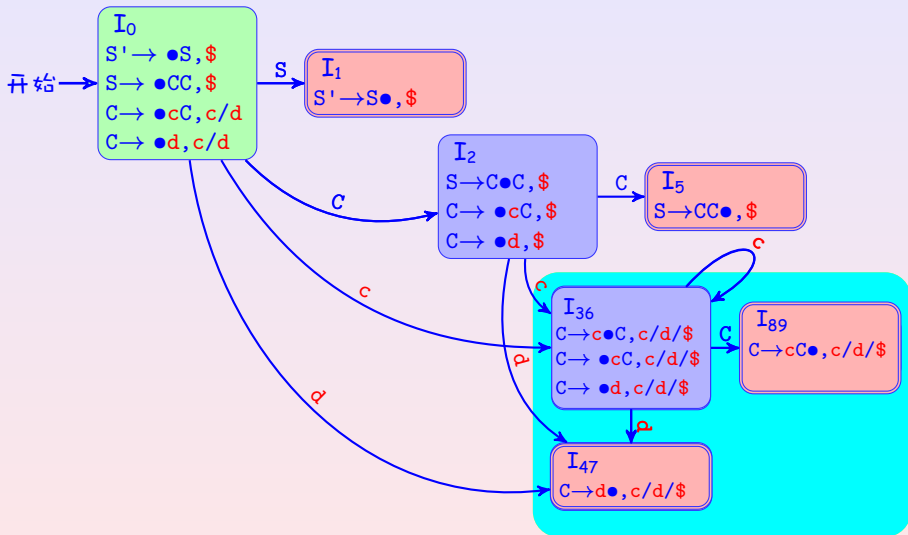 I₀
S'→ ●S,$
S→ ●CC,$
C→ ●cC,c/d
C→ ●d,c/d
开始
S
I₁
S'→S●,$
C
I₂
S→C●C,$
C→ ●cC,$
C→ ●d,$
C
I₅
S→CC●,$
c
c
c
d
d
I₃₆
C→c●C,c/d/$
C→ ●cC,c/d/$
C→ ●d,c/d/$
C
I₈₉
C→cC●,c/d/$
d
I₄₇
C→d●,c/d/$